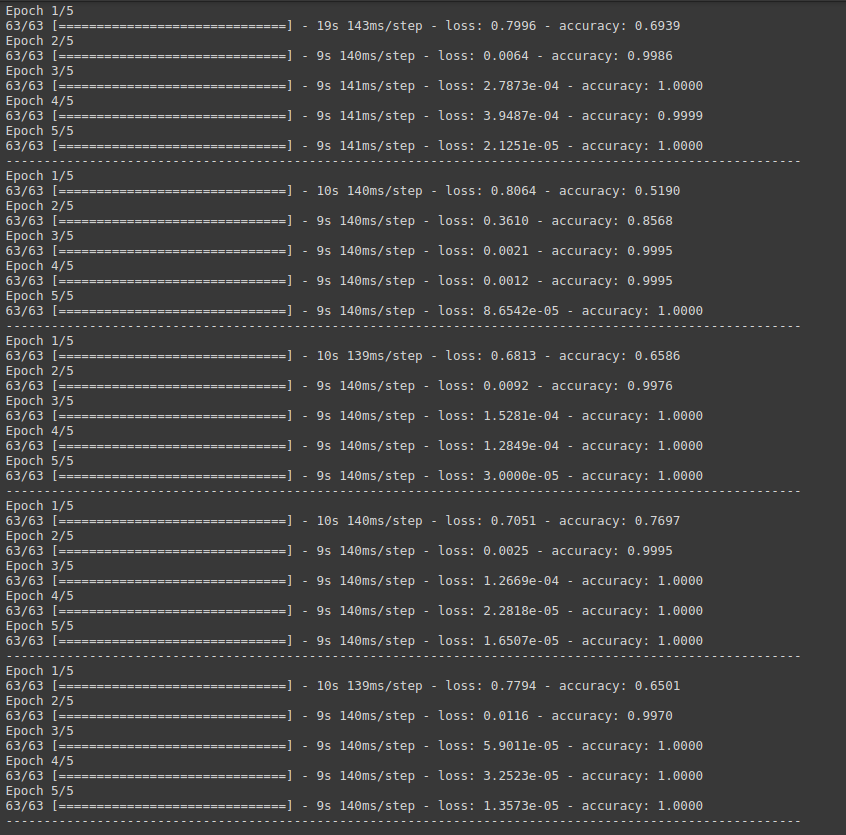 Epoch 1/5
63/63 [==============================] - 19s 143ms/step - loss: 0.7996 - accuracy: 0.6939
Epoch 2/5
63/63 [==============================] - 9s 140ms/step - loss: 0.0064 - accuracy: 0.9986
Epoch 3/5
63/63 [==============================] - 9s 141ms/step - loss: 2.7873e-04 - accuracy: 1.0000
Epoch 4/5
63/63 [==============================] - 9s 141ms/step - loss: 3.9487e-04 - accuracy: 0.9999
Epoch 5/5
63/63 [==============================] - 9s 141ms/step - loss: 2.1251e-05 - accuracy: 1.0000
---------------------------------------------------------------------------------------------------------
Epoch 1/5
63/63 [==============================] - 10s 140ms/step - loss: 0.8064 - accuracy: 0.5190
Epoch 2/5
63/63 [==============================] - 9s 140ms/step - loss: 0.3610 - accuracy: 0.8568
Epoch 3/5
63/63 [==============================] - 9s 140ms/step - loss: 0.0021 - accuracy: 0.9995
Epoch 4/5
63/63 [==============================] - 9s 140ms/step - loss: 0.0012 - accuracy: 0.9995
Epoch 5/5
63/63 [==============================] - 9s 140ms/step - loss: 8.6542e-05 - accuracy: 1.0000
---------------------------------------------------------------------------------------------------------
Epoch 1/5
63/63 [==============================] - 10s 139ms/step - loss: 0.6813 - accuracy: 0.6586
Epoch 2/5
63/63 [==============================] - 9s 140ms/step - loss: 0.0092 - accuracy: 0.9976
Epoch 3/5
63/63 [==============================] - 9s 140ms/step - loss: 1.5281e-04 - accuracy: 1.0000
Epoch 4/5
63/63 [==============================] - 9s 140ms/step - loss: 1.2849e-04 - accuracy: 1.0000
Epoch 5/5
63/63 [==============================] - 9s 140ms/step - loss: 3.0000e-05 - accuracy: 1.0000
---------------------------------------------------------------------------------------------------------
Epoch 1/5
63/63 [==============================] - 10s 140ms/step - loss: 0.7051 - accuracy: 0.7697
Epoch 2/5
63/63 [==============================] - 9s 140ms/step - loss: 0.0025 - accuracy: 0.9995
Epoch 3/5
63/63 [==============================] - 9s 140ms/step - loss: 1.2669e-04 - accuracy: 1.0000
Epoch 4/5
63/63 [==============================] - 9s 140ms/step - loss: 2.2818e-05 - accuracy: 1.0000
Epoch 5/5
63/63 [==============================] - 9s 140ms/step - loss: 1.6507e-05 - accuracy: 1.0000
---------------------------------------------------------------------------------------------------------
Epoch 1/5
63/63 [==============================] - 10s 139ms/step - loss: 0.7794 - accuracy: 0.6501
Epoch 2/5
63/63 [==============================] - 9s 140ms/step - loss: 0.0116 - accuracy: 0.9970
Epoch 3/5
63/63 [==============================] - 9s 140ms/step - loss: 5.9011e-05 - accuracy: 1.0000
Epoch 4/5
63/63 [==============================] - 9s 140ms/step - loss: 3.2523e-05 - accuracy: 1.0000
Epoch 5/5
63/63 [==============================] - 9s 140ms/step - loss: 1.3573e-05 - accuracy: 1.0000
---------------------------------------------------------------------------------------------------------